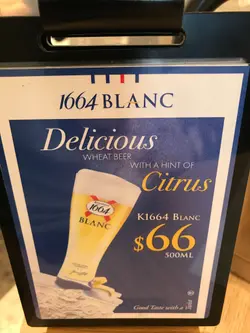 1664 BLANC
Delicious
WHEAT BEER
WITH A HINT OF
Citrus
1664
BLANC
K1664 BLANC
$66
500ML
Good Taste with a